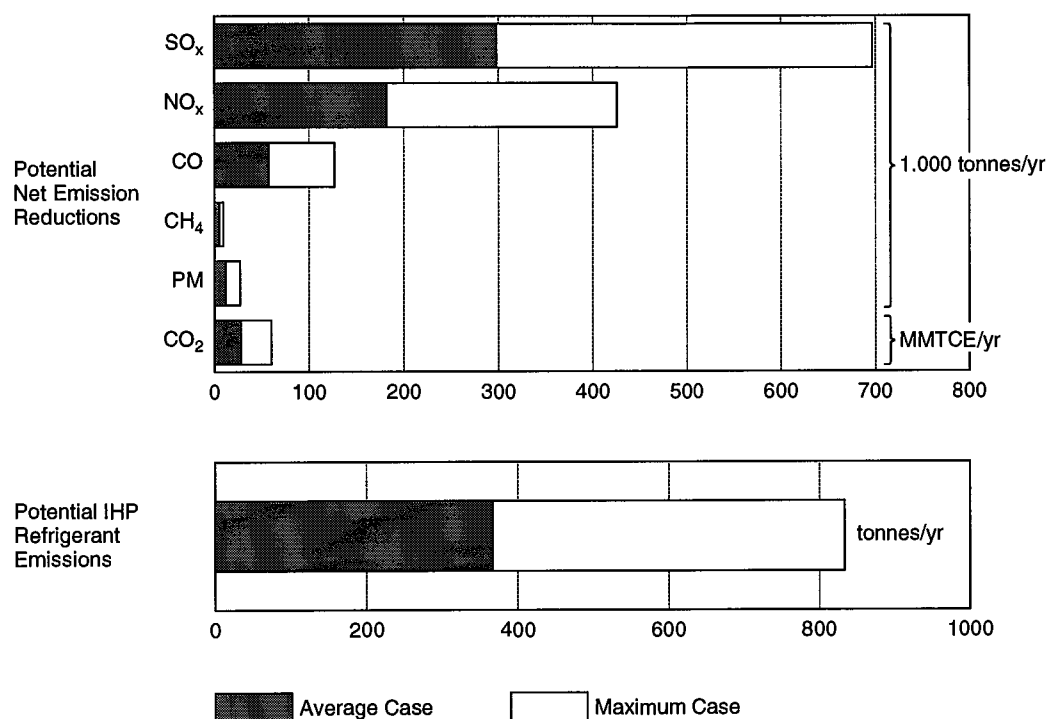 SOx
NOx
CO
CH4
PM
CO2
Potential
Net Emission
Reductions
1.000 tonnes/yr
MMTCE/yr
0 100 200 300 400 500 600 700 800
Potential IHP
Refrigerant
Emissions
tonnes/yr
0 200 400 600 800 1000
Average Case Maximum Case